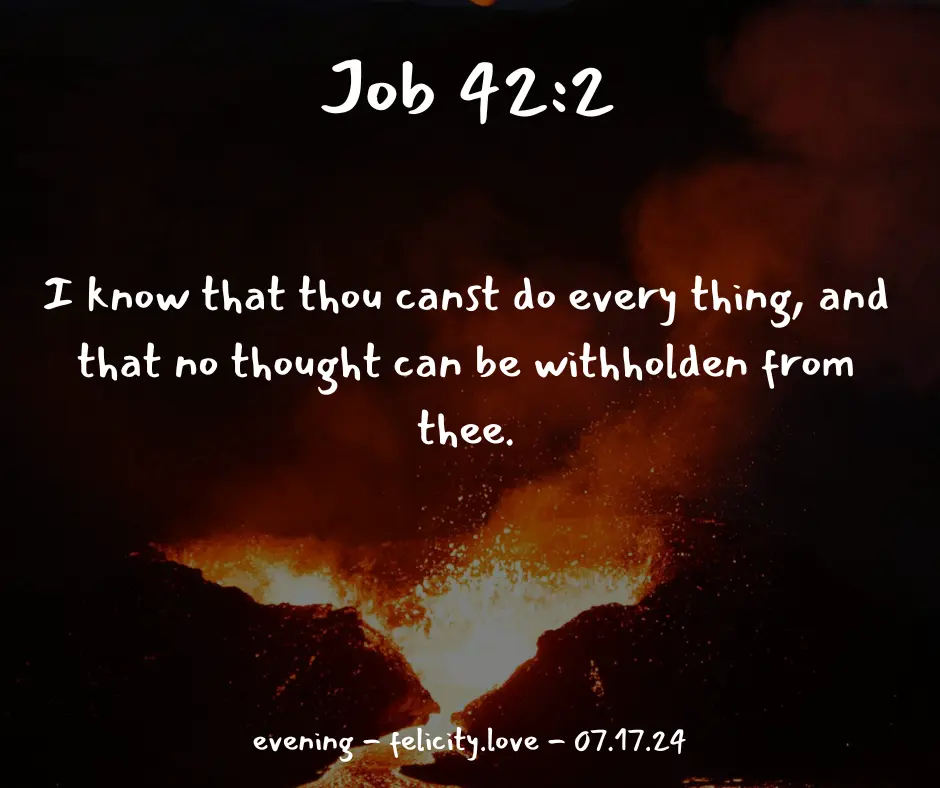 Job 42:2
I know that thou canst do every thing, and
that no thought can be withholden from
thee.
evening – felicity.love – 07.17.24